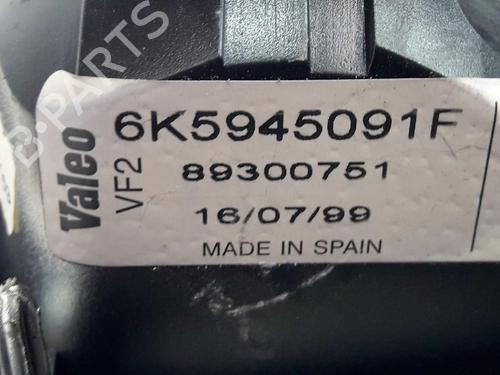 B-PARTS
Valeo
VF2
6K5945091F
89300751
16/07/99
MADE IN SPAIN